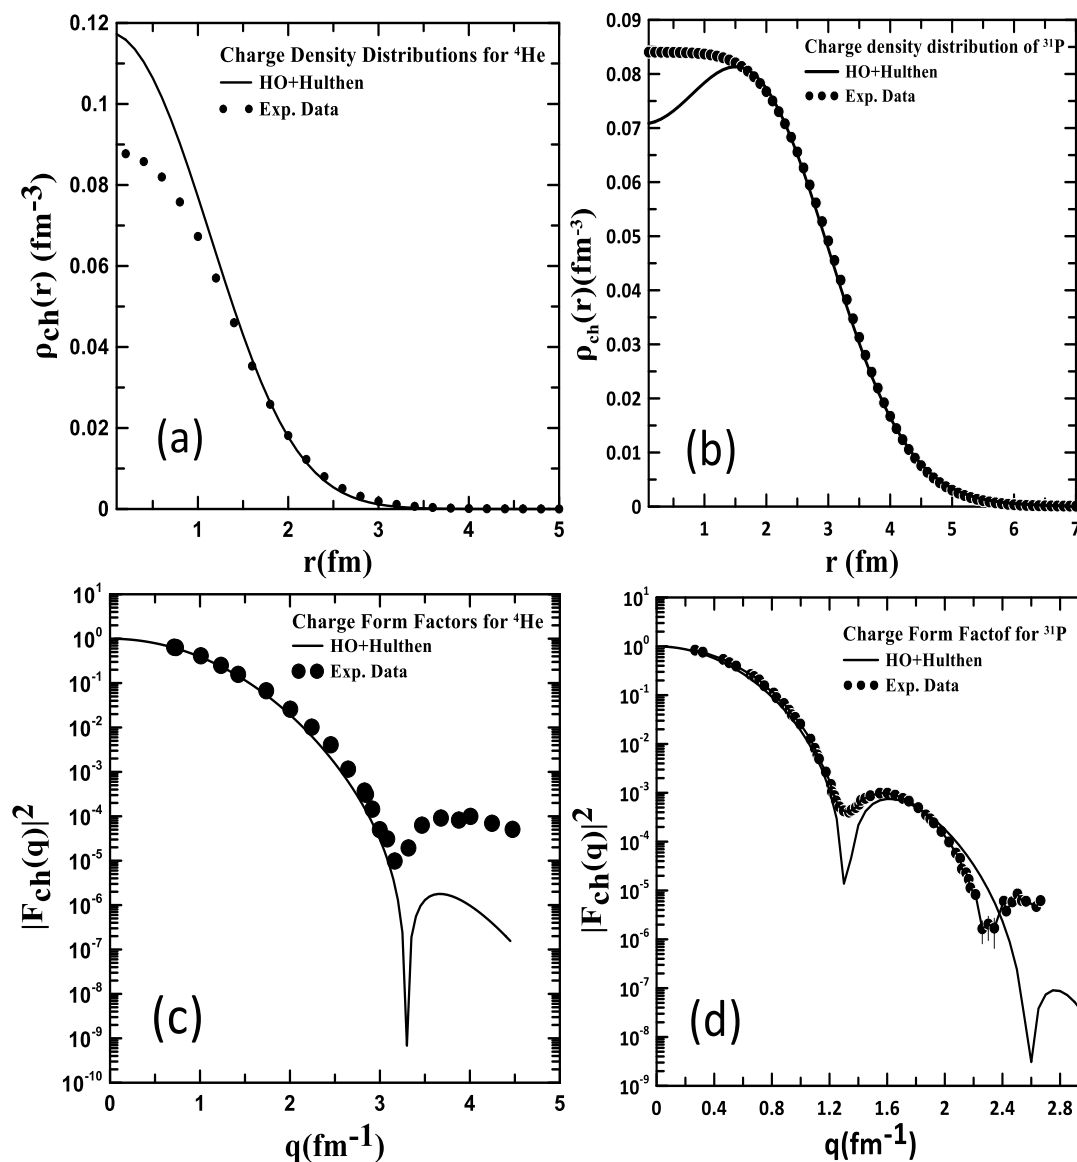 Charge Density Distributions for ⁴He
HO+Hulthen
Exp. Data
0.12
0.1
0.08
0.06
0.04
0.02
0
ρch(r) (fm-3)
(a)
1
2
3
4
5
r(fm)
Charge density distribution of ³¹P
HO+Hulthen
Exp. Data
0.09
0.08
0.07
0.06
0.05
0.04
0.03
0.02
0.01
0
ρch(r)(fm-3)
(b)
1
2
3
4
5
6
7
r (fm)
Charge Form Factors for ⁴He
HO+Hulthen
Exp. Data
10¹
10⁰
10⁻¹
10⁻²
10⁻³
10⁻⁴
10⁻⁵
10⁻⁶
10⁻⁷
10⁻⁸
10⁻⁹
10⁻¹⁰
|Fch(q)|²
(c)
0
1
2
3
4
5
q(fm⁻¹)
Charge Form Factof for ³¹P
HO+Hulthen
Exp. Data
10¹
10⁰
10⁻¹
10⁻²
10⁻³
10⁻⁴
10⁻⁵
10⁻⁶
10⁻⁷
10⁻⁸
10⁻⁹
|Fch(q)|²
(d)
0
0.4
0.8
1.2
1.6
2
2.4
2.8
q(fm⁻¹)